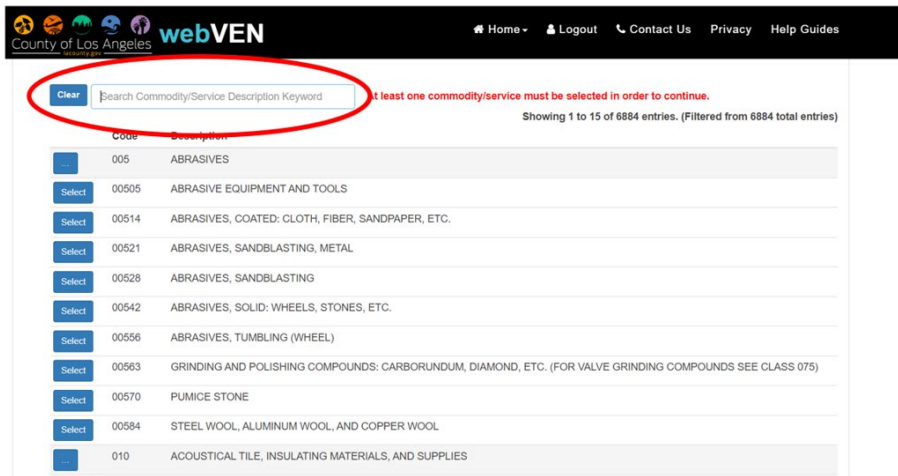 County of Los Angeles
lacounty.gov
webVEN
Home
Logout
Contact Us
Privacy
Help Guides
Clear
Search Commodity/Service Description Keyword
At least one commodity/service must be selected in order to continue.
Showing 1 to 15 of 6884 entries. (Filtered from 6884 total entries)
Code Description
... 005 ABRASIVES
Select 00505 ABRASIVE EQUIPMENT AND TOOLS
Select 00514 ABRASIVES, COATED: CLOTH, FIBER, SANDPAPER, ETC.
Select 00521 ABRASIVES, SANDBLASTING, METAL
Select 00528 ABRASIVES, SANDBLASTING
Select 00542 ABRASIVES, SOLID: WHEELS, STONES, ETC.
Select 00556 ABRASIVES, TUMBLING (WHEEL)
Select 00563 GRINDING AND POLISHING COMPOUNDS: CARBORUNDUM, DIAMOND, ETC. (FOR VALVE GRINDING COMPOUNDS SEE CLASS 075)
Select 00570 PUMICE STONE
Select 00584 STEEL WOOL, ALUMINUM WOOL, AND COPPER WOOL
... 010 ACOUSTICAL TILE, INSULATING MATERIALS, AND SUPPLIES